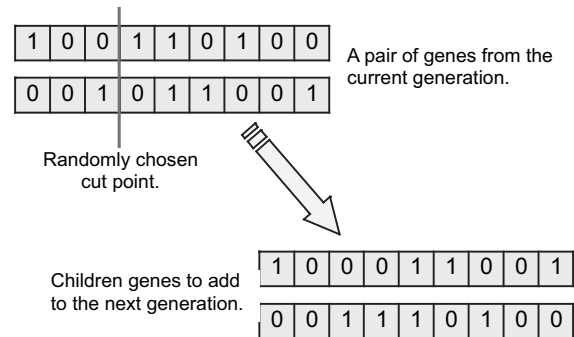 1 0 0 1 1 0 1 0 0
A pair of genes from the
current generation.
0 0 1 0 1 1 0 0 1
Randomly chosen
cut point.
1 0 0 0 1 1 0 0 1
Children genes to add
to the next generation.
0 0 1 1 1 0 1 0 0